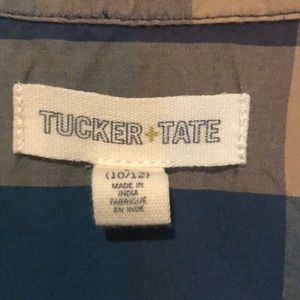 TUCKER+TATE
(10/12)
MADE IN
INDIA
FABRIQUÉ
EN INDE